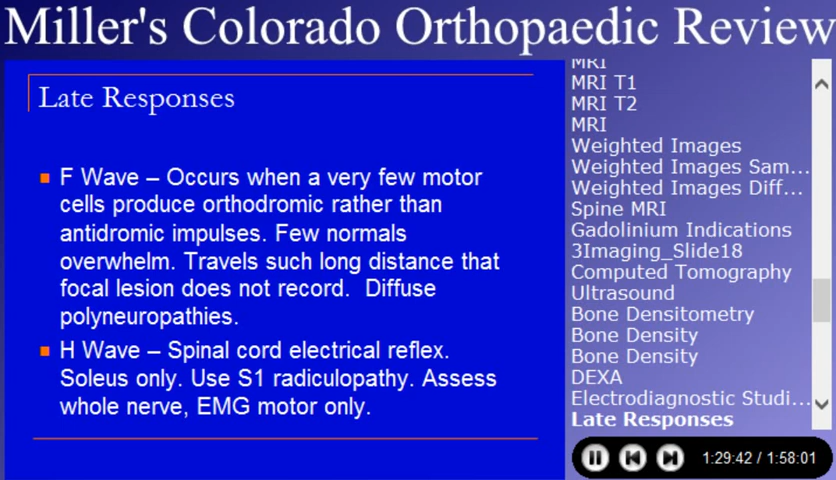 Miller's Colorado Orthopaedic Review
Late Responses
F Wave – Occurs when a very few motor
cells produce orthodromic rather than
antidromic impulses. Few normals
overwhelm. Travels such long distance that
focal lesion does not record. Diffuse
polyneuropathies.
H Wave – Spinal cord electrical reflex.
Soleus only. Use S1 radiculopathy. Assess
whole nerve, EMG motor only.
MRI
MRI T1
MRI T2
MRI
Weighted Images
Weighted Images Sam...
Weighted Images Diff...
Spine MRI
Gadolinium Indications
3Imaging_Slide18
Computed Tomography
Ultrasound
Bone Densitometry
Bone Density
Bone Density
DEXA
Electrodiagnostic Studi...
Late Responses
1:29:42 / 1:58:01